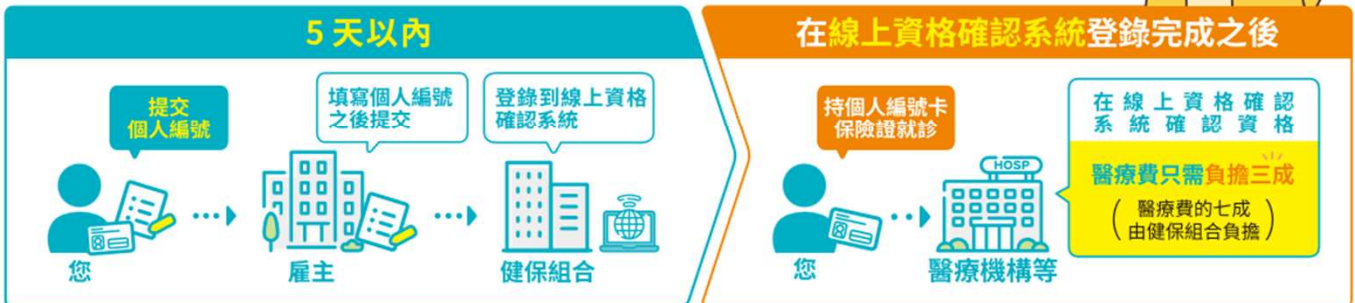 5 天以內
提交
個人編號
填寫個人編號
之後提交
登錄到線上資格
確認系統
您
雇主
健保組合
在線上資格確認系統登錄完成之後
持個人編號卡
保險證就診
HOSP
在線上資格確認
系統確認資格
醫療費只需負擔三成
(醫療費的七成
由健保組合負擔)
您
醫療機構等